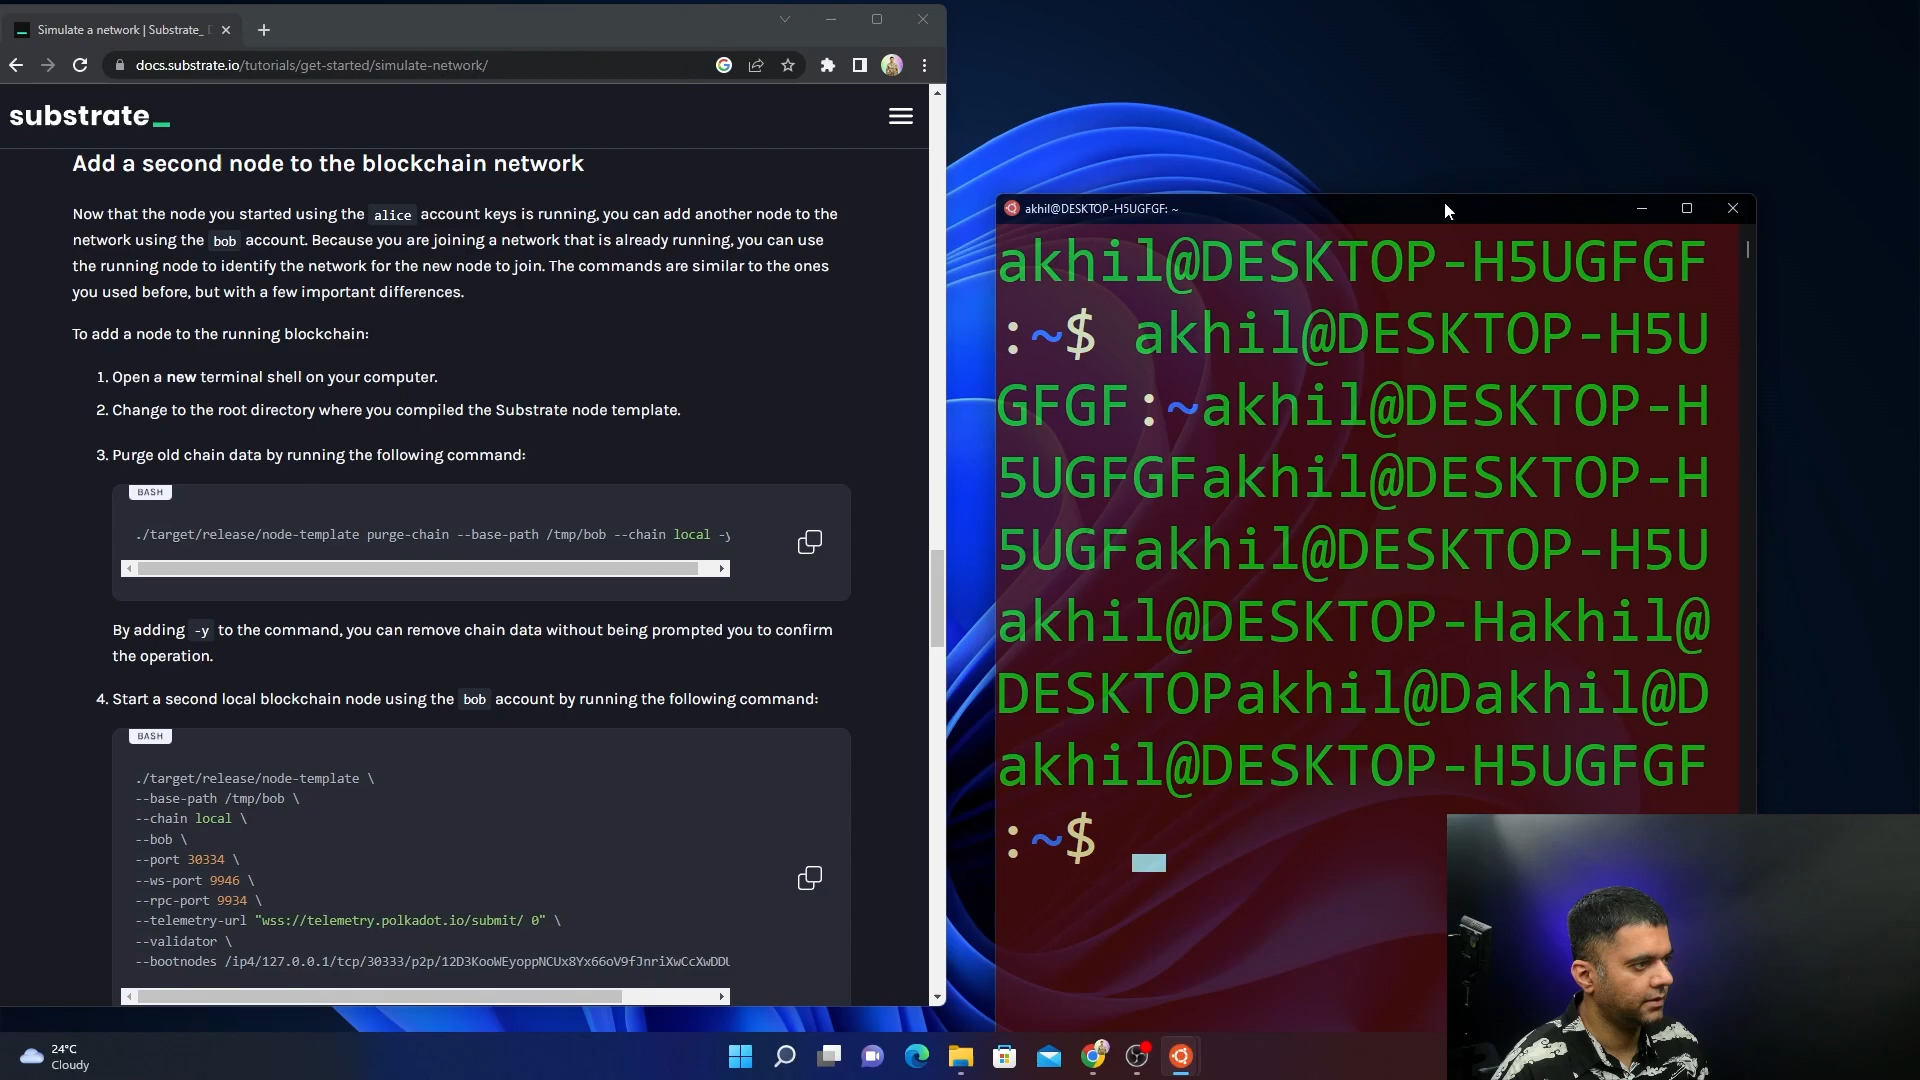 Simulate a network | Substrate_
docs.substrate.io/tutorials/get-started/simulate-network/
substrate_
Add a second node to the blockchain network
Now that the node you started using the alice account keys is running, you can add another node to the
network using the bob account. Because you are joining a network that is already running, you can use
the running node to identify the network for the new node to join. The commands are similar to the ones
you used before, but with a few important differences.
To add a node to the running blockchain:
1. Open a new terminal shell on your computer.
2. Change to the root directory where you compiled the Substrate node template.
3. Purge old chain data by running the following command:
BASH
./target/release/node-template purge-chain --base-path /tmp/bob --chain local -y
By adding -y to the command, you can remove chain data without being prompted you to confirm
the operation.
4. Start a second local blockchain node using the bob account by running the following command:
BASH
./target/release/node-template \
--base-path /tmp/bob \
--chain local \
--bob \
--port 30334 \
--ws-port 9946 \
--rpc-port 9934 \
--telemetry-url "wss://telemetry.polkadot.io/submit/ 0" \
--validator \
--bootnodes /ip4/127.0.0.1/tcp/30333/p2p/12D3KooWEyoppNCUx8Yx66oV9fJnriXwCcXwDDU
akhil@DESKTOP-H5UGFGF: ~
akhil@DESKTOP-H5UGFGF
:~$ akhil@DESKTOP-H5U
GFGF:~akhil@DESKTOP-H
5UGFGFakhil@DESKTOP-H
5UGFakhil@DESKTOP-H5U
akhil@DESKTOP-Hakhil@
DESKTOPakhil@Dakhil@D
akhil@DESKTOP-H5UGFGF
:~$
24°C
Cloudy